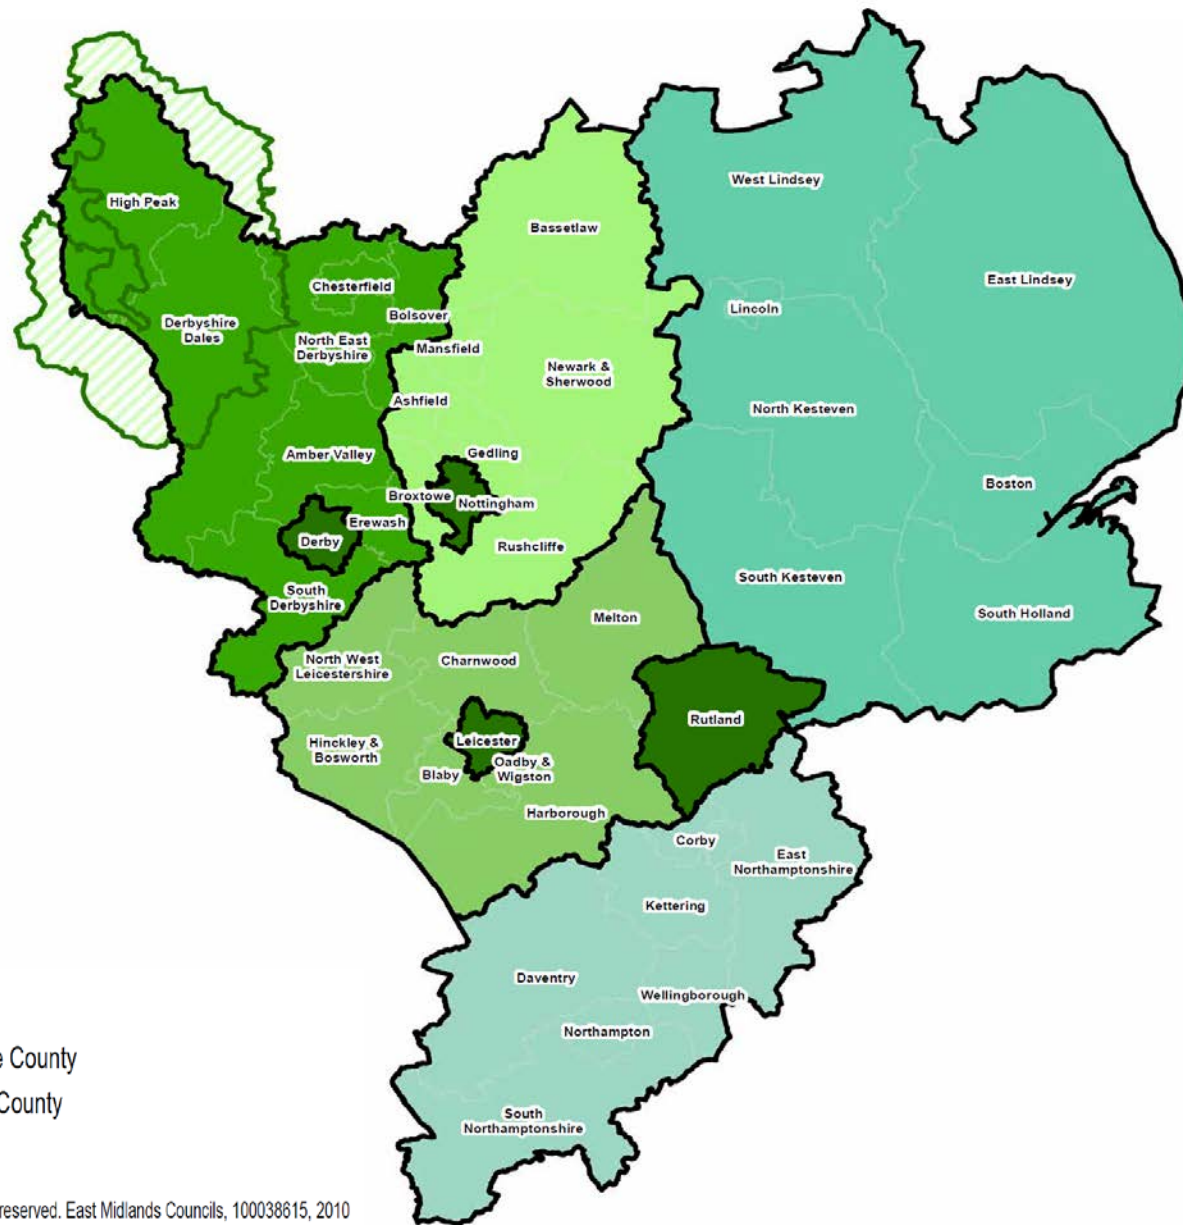 High Peak
West Lindsey
Bassetlaw
Chesterfield
East Lindsey
Lincoln
Bolsover
Derbyshire
Dales
North East
Derbyshire
Mansfield
Newark &
Sherwood
Ashfield
North Kesteven
Amber Valley
Gedling
Boston
Broxtowe
Nottingham
Erewash
Derby
Rushcliffe
South Kesteven
South
Derbyshire
South Holland
Melton
North West
Leicestershire
Charnwood
Rutland
Hinckley &
Bosworth
Leicester
Oadby &
Wigston
Blaby
Harborough
Corby
East
Northamptonshire
Kettering
Daventry
Wellingborough
Northampton
e County
County
South
Northamptonshire
reserved. East Midlands Councils, 100038615, 2010